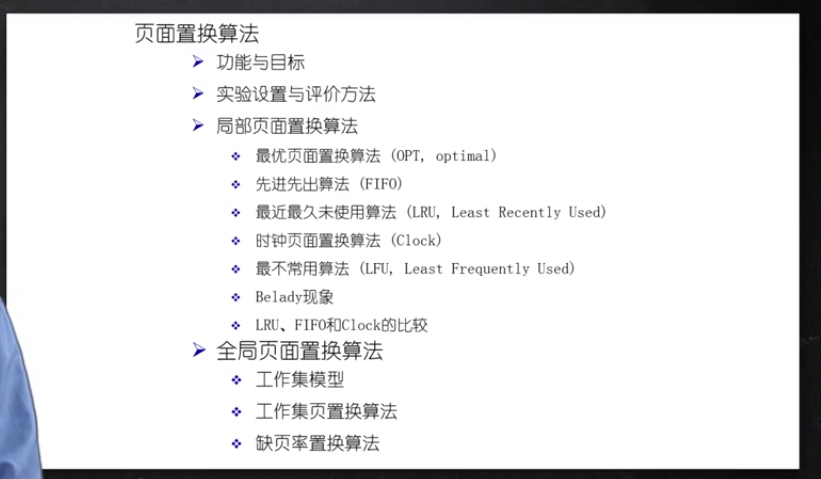 页面置换算法
功能与目标
实验设置与评价方法
局部页面置换算法
最优页面置换算法 (OPT, optimal)
先进先出算法 (FIFO)
最近最久未使用算法 (LRU, Least Recently Used)
时钟页面置换算法 (Clock)
最不常用算法 (LFU, Least Frequently Used)
Belady现象
LRU、FIFO和Clock的比较
全局页面置换算法
工作集模型
工作集页置换算法
缺页率置换算法